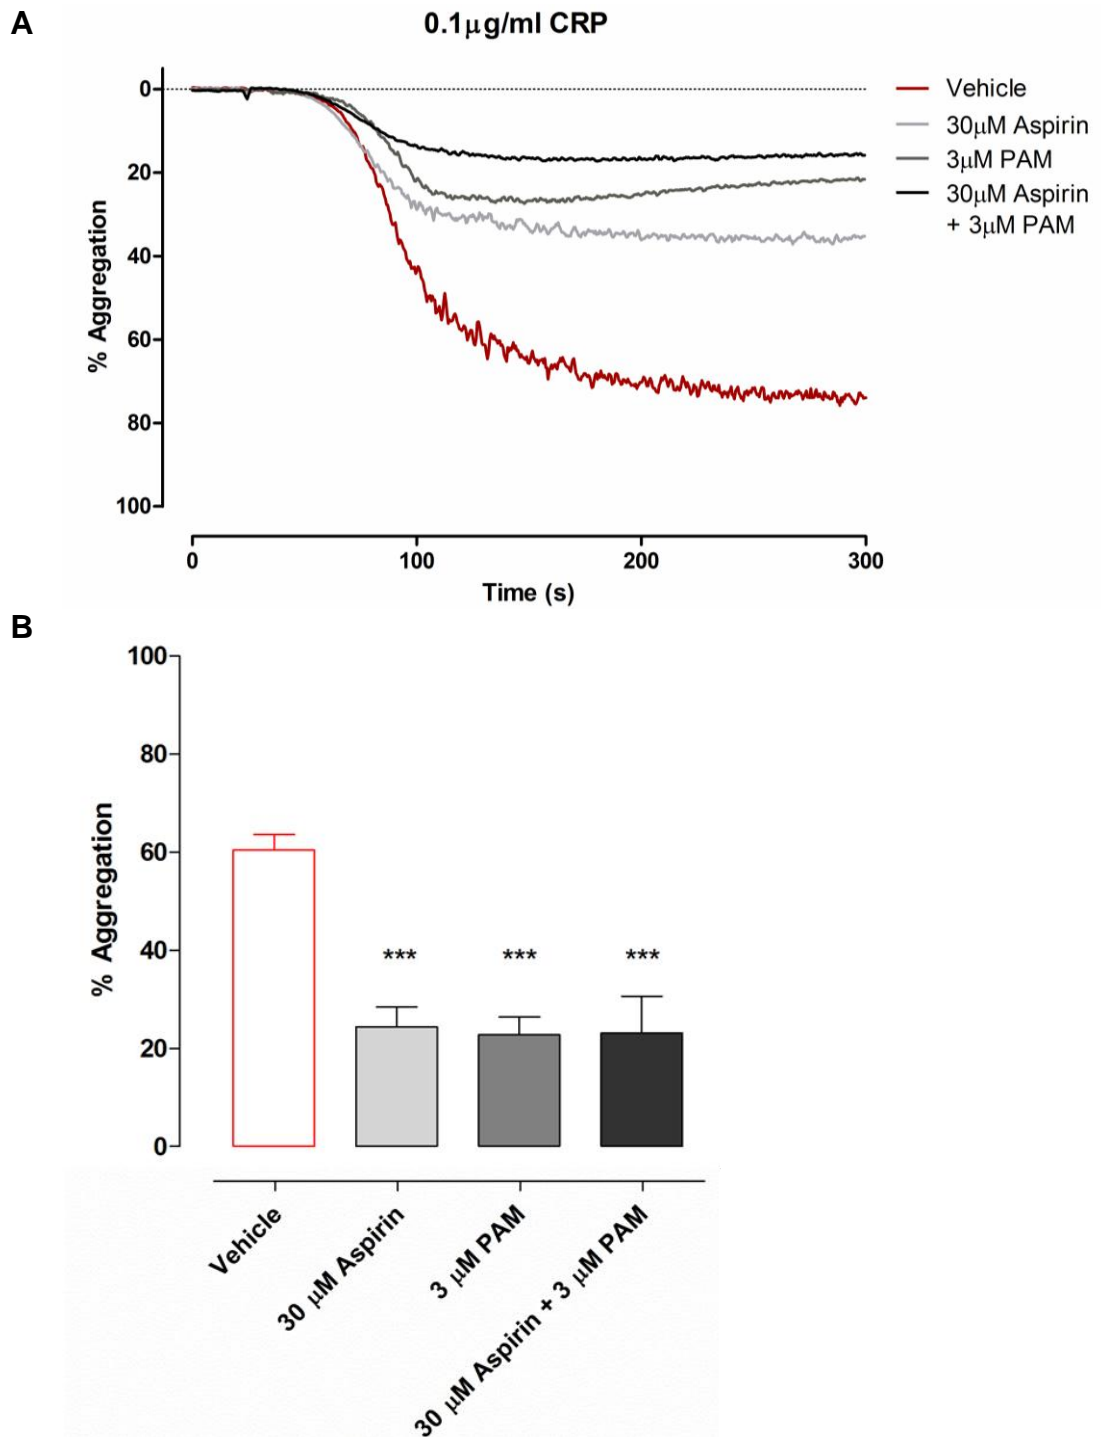 A
0.1μg/ml CRP
0
20
40
60
80
100
% Aggregation
0
100
200
300
Time (s)
Vehicle
30μM Aspirin
3μM PAM
30μM Aspirin
+ 3μM PAM
B
100
80
60
40
20
0
% Aggregation
***
***
***
Vehicle
30 μM Aspirin
3 μM PAM
30 μM Aspirin + 3 μM PAM